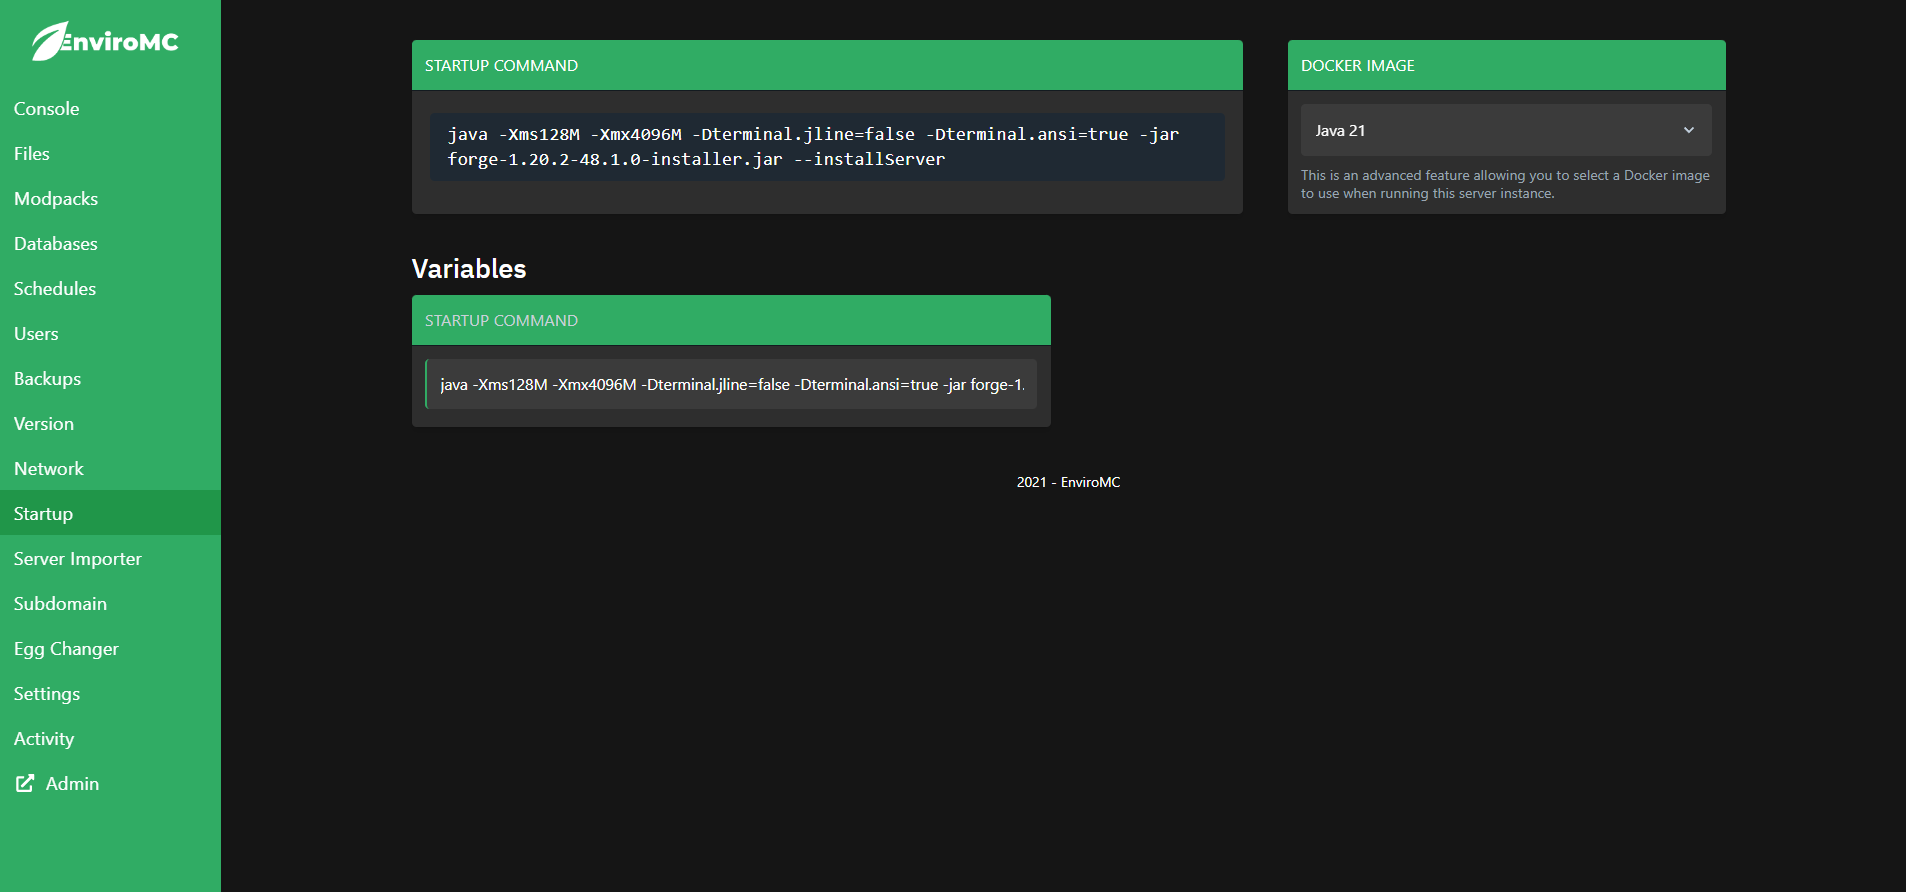 EnviroMC
Console
Files
Modpacks
Databases
Schedules
Users
Backups
Version
Network
Startup
Server Importer
Subdomain
Egg Changer
Settings
Activity
Admin
STARTUP COMMAND
java -Xms128M -Xmx4096M -Dterminal.jline=false -Dterminal.ansi=true -jar
forge-1.20.2-48.1.0-installer.jar --installServer
DOCKER IMAGE
Java 21
This is an advanced feature allowing you to select a Docker image
to use when running this server instance.
Variables
STARTUP COMMAND
java -Xms128M -Xmx4096M -Dterminal.jline=false -Dterminal.ansi=true -jar forge-1.
2021 - EnviroMC